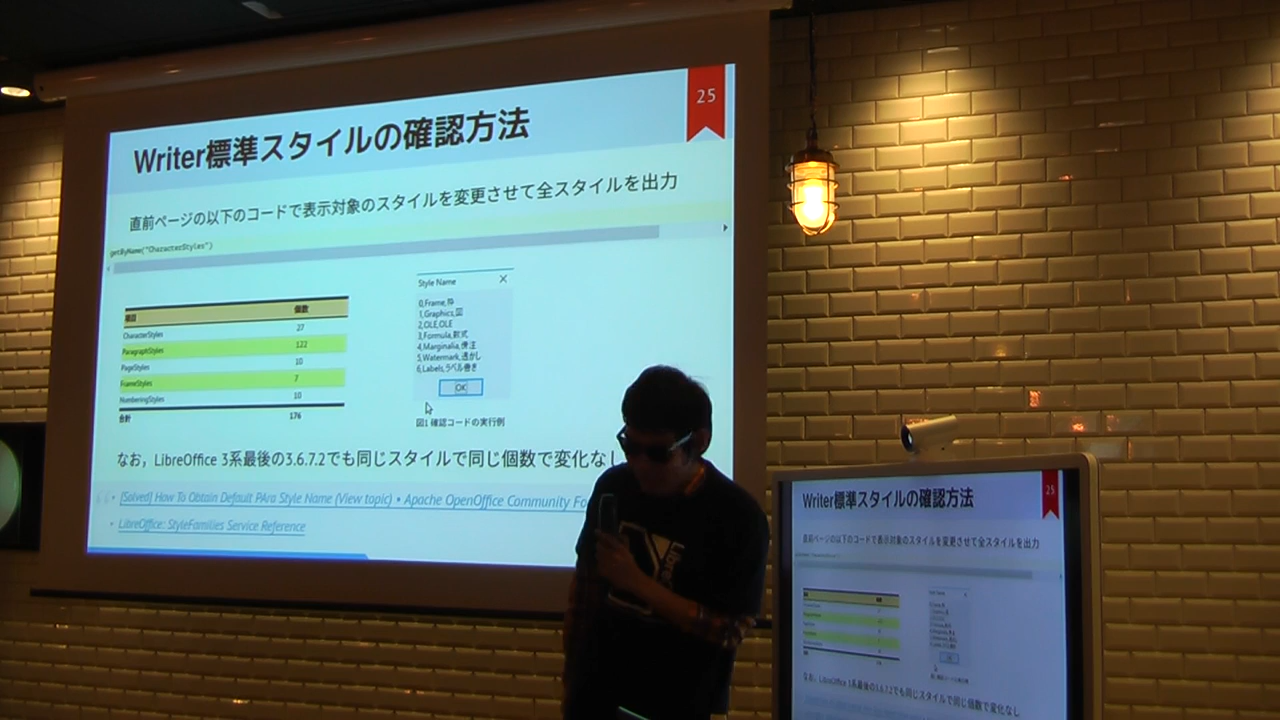 25
Writer標準スタイルの確認方法
直前ページの以下のコードで表示対象のスタイルを変更させて全スタイルを出力
getByName("CharacterStyles")
項目 個数
CharacterStyles 27
ParagraphStyles 122
PageStyles 10
FrameStyles 7
NumberingStyles 10
合計 176
Style Name
0,Frame,枠
1,Graphics,図
2,OLE,OLE
3,Formula,数式
4,Marginalia,傍注
5,Watermark,透かし
6,Labels,ラベル書き
OK
図1 確認コードの実行例
なお，LibreOffice 3系最後の3.6.7.2でも同じスタイルで同じ個数で変化なし
[Solved] How To Obtain Default PAra Style Name (View topic) • Apache OpenOffice Community Fo
LibreOffice: StyleFamilies Service Reference
Libre
25
Writer標準スタイルの確認方法
直前ページの以下のコードで表示対象のスタイルを変更させて全スタイルを出力
なお，LibreOffice 3系最後の3.6.7.2でも同じスタイルで同じ個数で変化なし